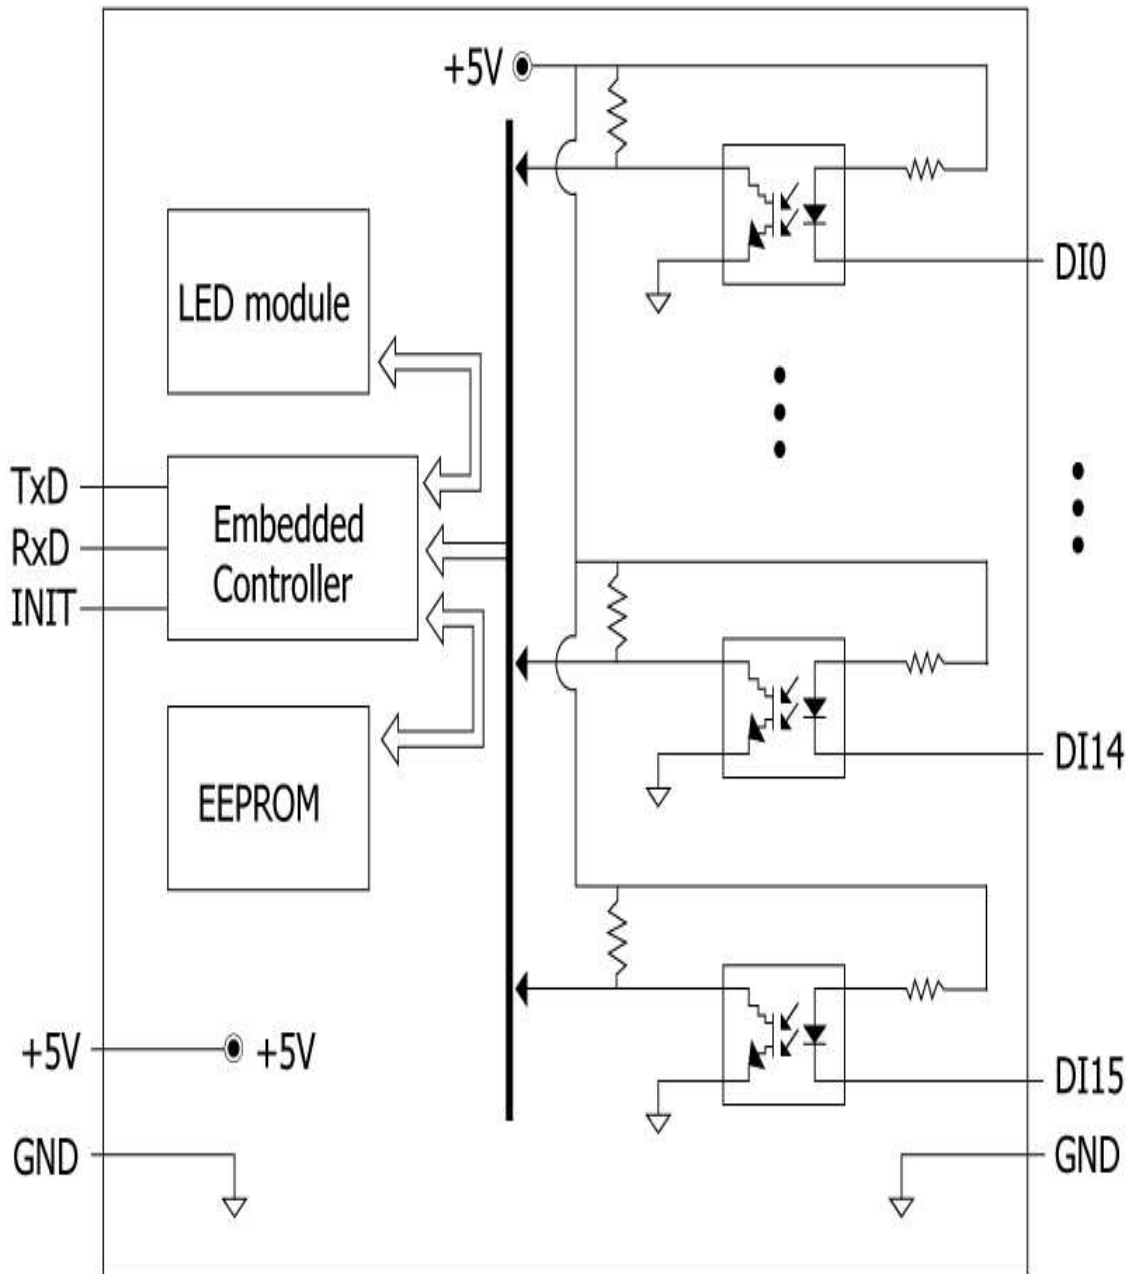 +5V
DI0
LED module
TxD
RxD
INIT
Embedded
Controller
DI14
EEPROM
+5V
+5V
DI15
GND
GND